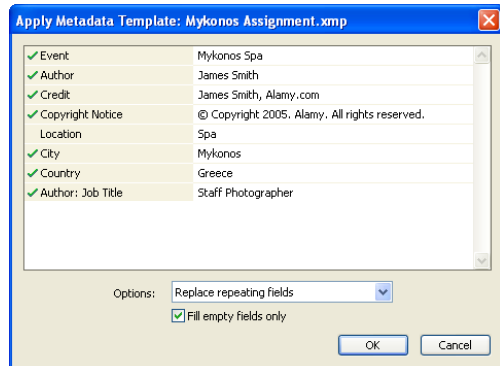 Apply Metadata Template: Mykonos Assignment.xmp
Event Mykonos Spa
Author James Smith
Credit James Smith, Alamy.com
Copyright Notice © Copyright 2005. Alamy. All rights reserved.
Location Spa
City Mykonos
Country Greece
Author: Job Title Staff Photographer
Options: Replace repeating fields
Fill empty fields only
OK Cancel